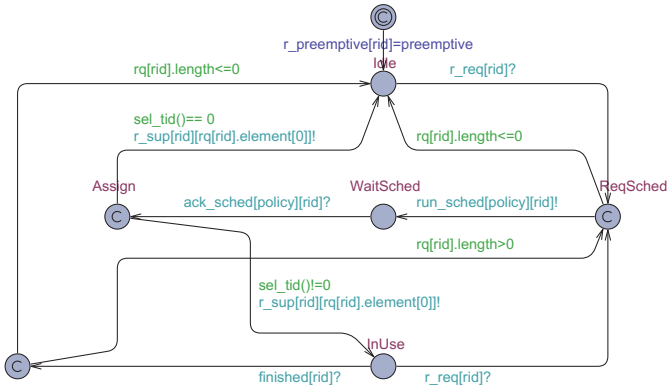 C
r_preemptive[rid]=preemptive
Idle
rq[rid].length<=0
r_req[rid]?
sel_tid()== 0
r_sup[rid][rq[rid].element[0]]!
rq[rid].length<=0
Assign
WaitSched
ReqSched
ack_sched[policy][rid]?
run_sched[policy][rid]!
C
C
rq[rid].length>0
sel_tid()!=0
r_sup[rid][rq[rid].element[0]]!
InUse
C
finished[rid]?
r_req[rid]?